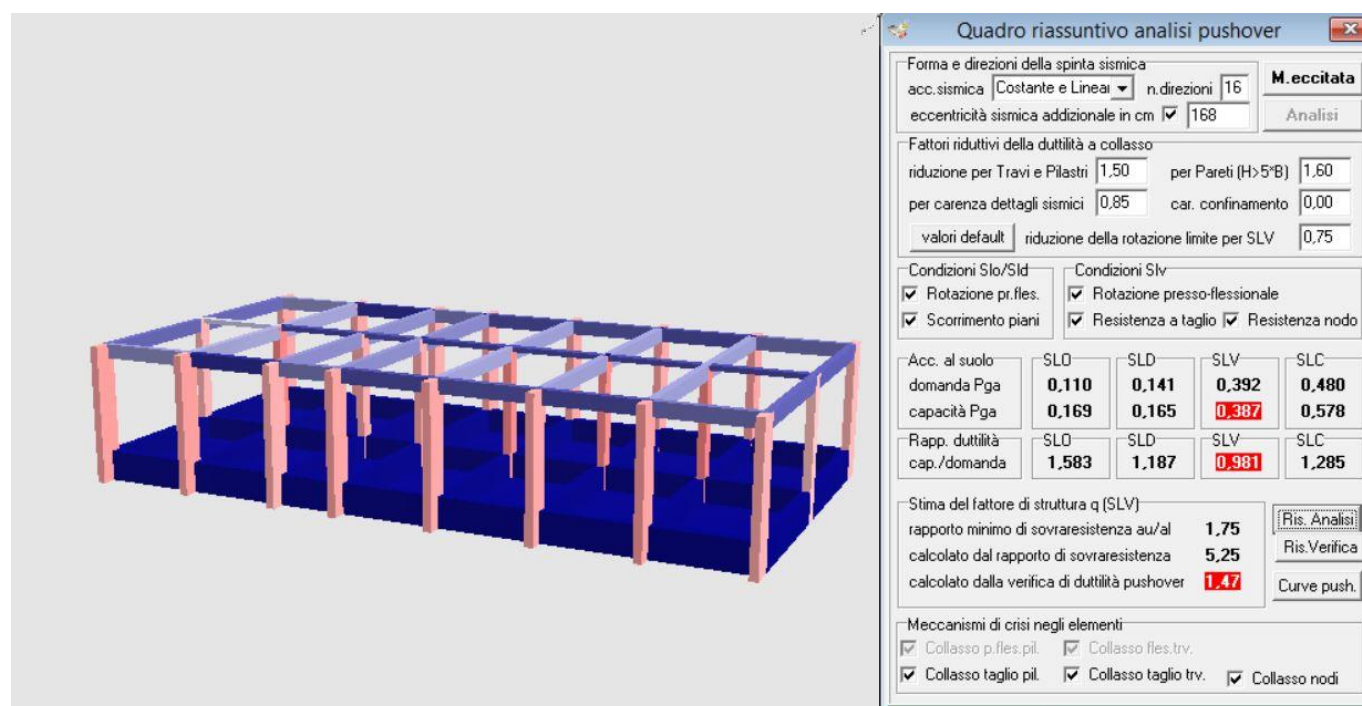 Quadro riassuntivo analisi pushover
Forma e direzioni della spinta sismica
acc.sismica Costante e Linear n.direzioni 16 M.eccitata
eccentricità sismica addizionale in cm 168 Analisi
Fattori riduttivi della duttilità a collasso
riduzione per Travi e Pilastri 1,50 per Pareti (H>5*B) 1,60
per carenza dettagli sismici 0,85 car. confinamento 0,00
valori default riduzione della rotazione limite per SLV 0,75
Condizioni Slo/Sld Condizioni Slv
Rotazione pr.fles. Rotazione presso-flessionale
Scorrimento piani Resistenza a taglio Resistenza nodo
Acc. al suolo SLO SLD SLV SLC
domanda Pga 0,110 0,141 0,392 0,480
capacità Pga 0,169 0,165 0,387 0,578
Rapp. duttilità SLO SLD SLV SLC
cap./domanda 1,583 1,187 0,981 1,285
Stima del fattore di struttura q (SLV)
rapporto minimo di sovraresistenza au/al 1,75 Ris. Analisi
calcolato dal rapporto di sovraresistenza 5,25 Ris.Verifica
calcolato dalla verifica di duttilità pushover 1,47 Curve push.
Meccanismi di crisi negli elementi
Collasso p.fles.pil. Collasso fles.trv.
Collasso taglio pil. Collasso taglio trv. Collasso nodi